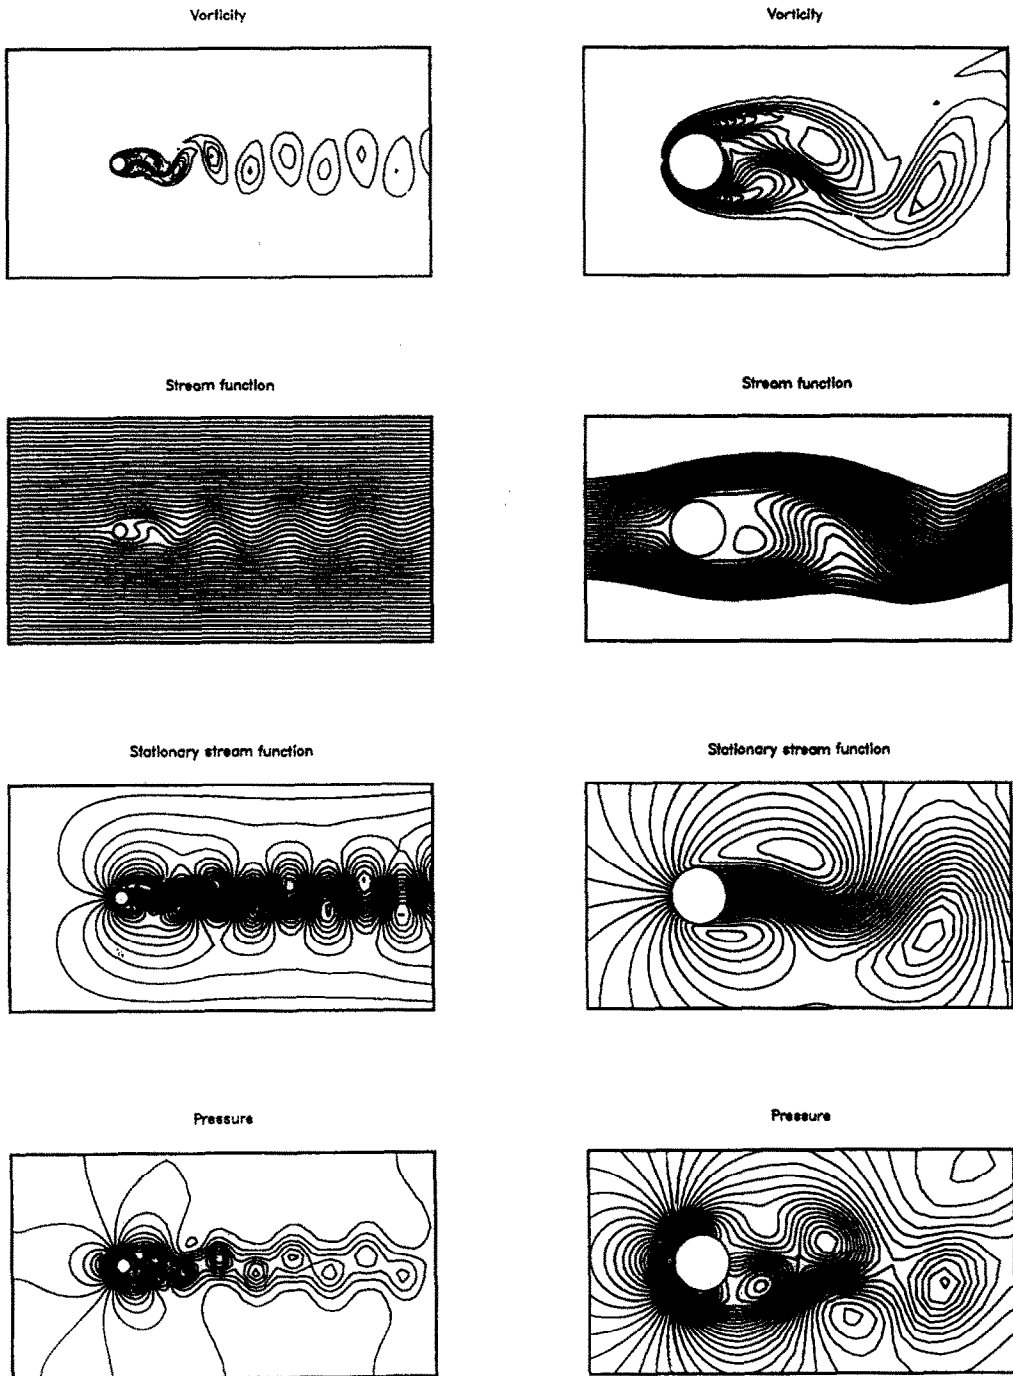 Vorticity
Vorticity
Stream function
Stream function
Stationary stream function
Stationary stream function
Pressure
Pressure